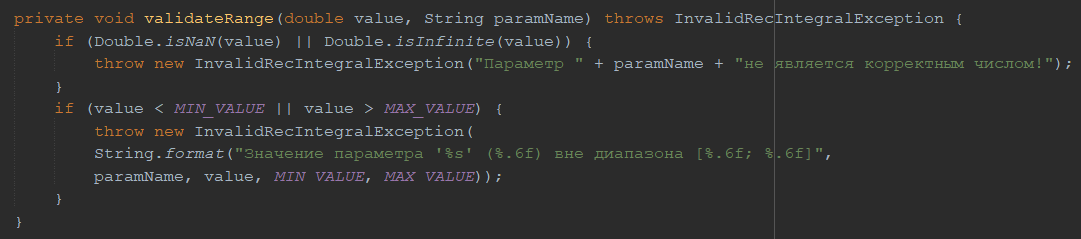 private void validateRange(double value, String paramName) throws InvalidRecIntegralException {
if (Double.isNaN(value) || Double.isInfinite(value)) {
throw new InvalidRecIntegralException("Параметр " + paramName + "не является корректным числом!");
}
if (value < MIN_VALUE || value > MAX_VALUE) {
throw new InvalidRecIntegralException(
String.format("Значение параметра '%s' (%.6f) вне диапазона [%.6f; %.6f]",
paramName, value, MIN_VALUE, MAX_VALUE));
}
}